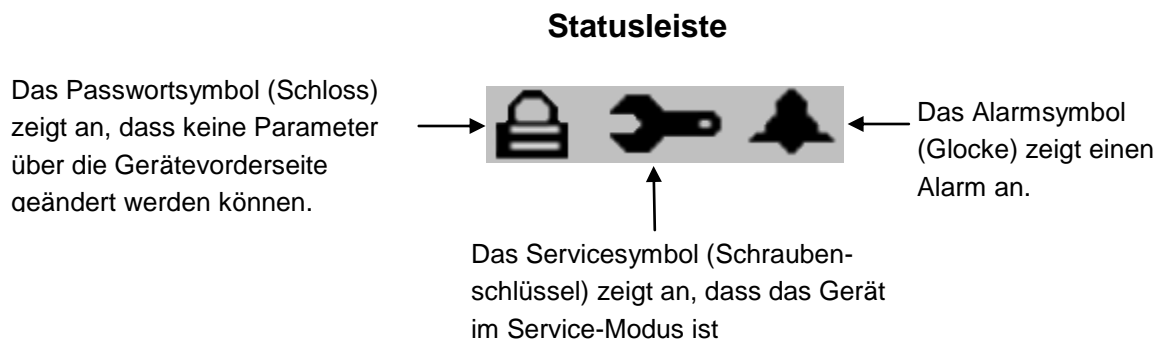 Statusleiste
Das Passwortsymbol (Schloss)
zeigt an, dass keine Parameter
über die Gerätevorderseite
geändert werden können.
Das Alarmsymbol
(Glocke) zeigt einen
Alarm an.
Das Servicesymbol (Schrauben-
schlüssel) zeigt an, dass das Gerät
im Service-Modus ist